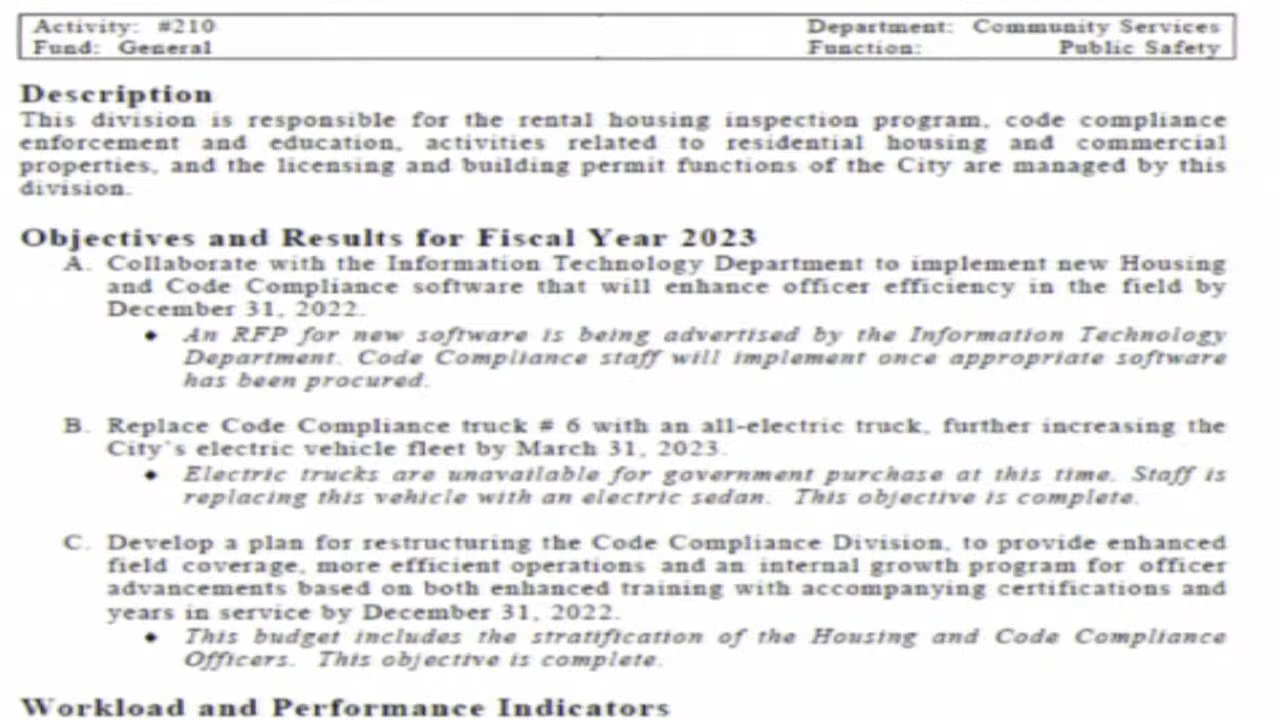 Activity: #210 Department: Community Services
Fund: General Function: Public Safety
Description
This division is responsible for the rental housing inspection program, code compliance
enforcement and education, activities related to residential housing and commercial
properties, and the licensing and building permit functions of the City are managed by this
division.
Objectives and Results for Fiscal Year 2023
A. Collaborate with the Information Technology Department to implement new Housing
and Code Compliance software that will enhance officer efficiency in the field by
December 31, 2022.
• An RFP for new software is being advertised by the Information Technology
Department. Code Compliance staff will implement once appropriate software
has been procured.
B. Replace Code Compliance truck # 6 with an all-electric truck, further increasing the
City's electric vehicle fleet by March 31, 2023.
• Electric trucks are unavailable for government purchase at this time. Staff is
replacing this vehicle with an electric sedan. This objective is complete.
C. Develop a plan for restructuring the Code Compliance Division, to provide enhanced
field coverage, more efficient operations and an internal growth program for officer
advancements based on both enhanced training with accompanying certifications and
years in service by December 31, 2022.
• This budget includes the stratification of the Housing and Code Compliance
Officers. This objective is complete.
Workload and Performance Indicators